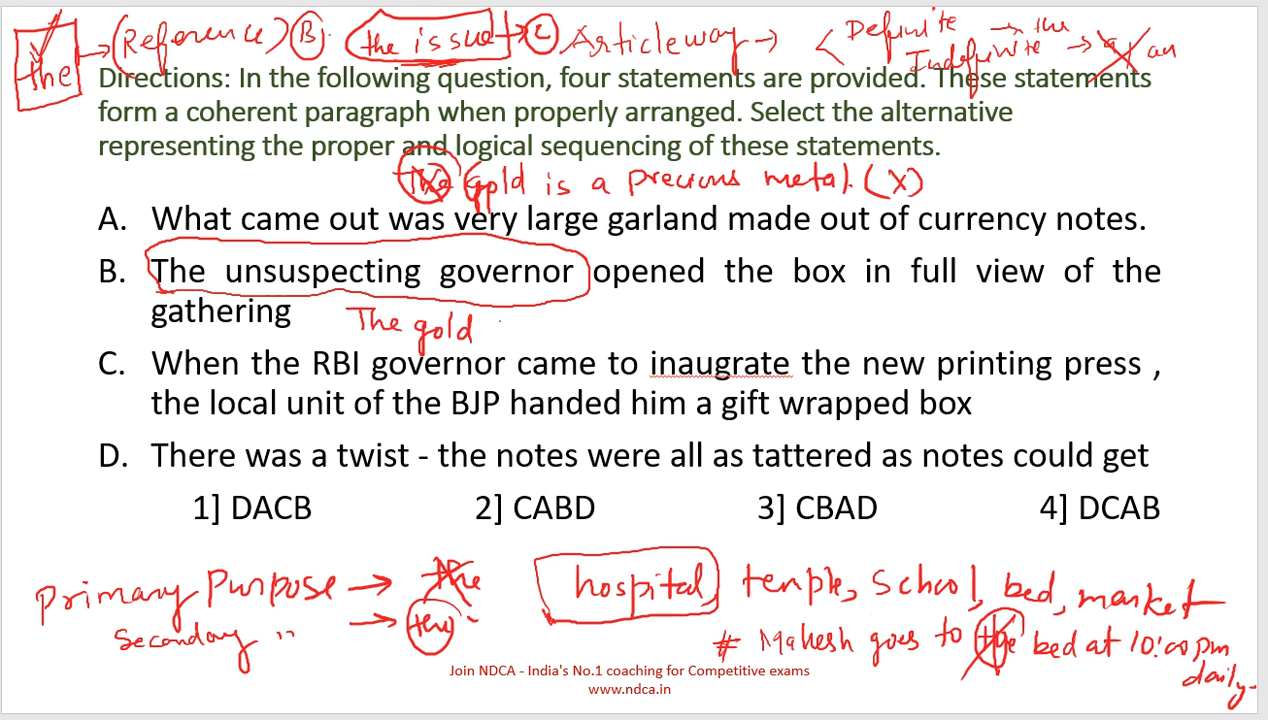 the → (Reference) B. (the issue) → C Article way → < Definite → the
Indefinite → a, an
Directions: In the following question, four statements are provided. These statements
form a coherent paragraph when properly arranged. Select the alternative
representing the proper and logical sequencing of these statements.
The Gold is a precious metal. (X)
A. What came out was very large garland made out of currency notes.
B. The unsuspecting governor opened the box in full view of the
gathering
The gold
C. When the RBI governor came to inaugrate the new printing press ,
the local unit of the BJP handed him a gift wrapped box
D. There was a twist - the notes were all as tattered as notes could get
1] DACB 2] CABD 3] CBAD 4] DCAB
Primary Purpose → the hospital, temple, School, bed, market
Secondary " →
# Mahesh goes to the bed at 10:00 pm
daily.
Join NDCA - India's No.1 coaching for Competitive exams
www.ndca.in